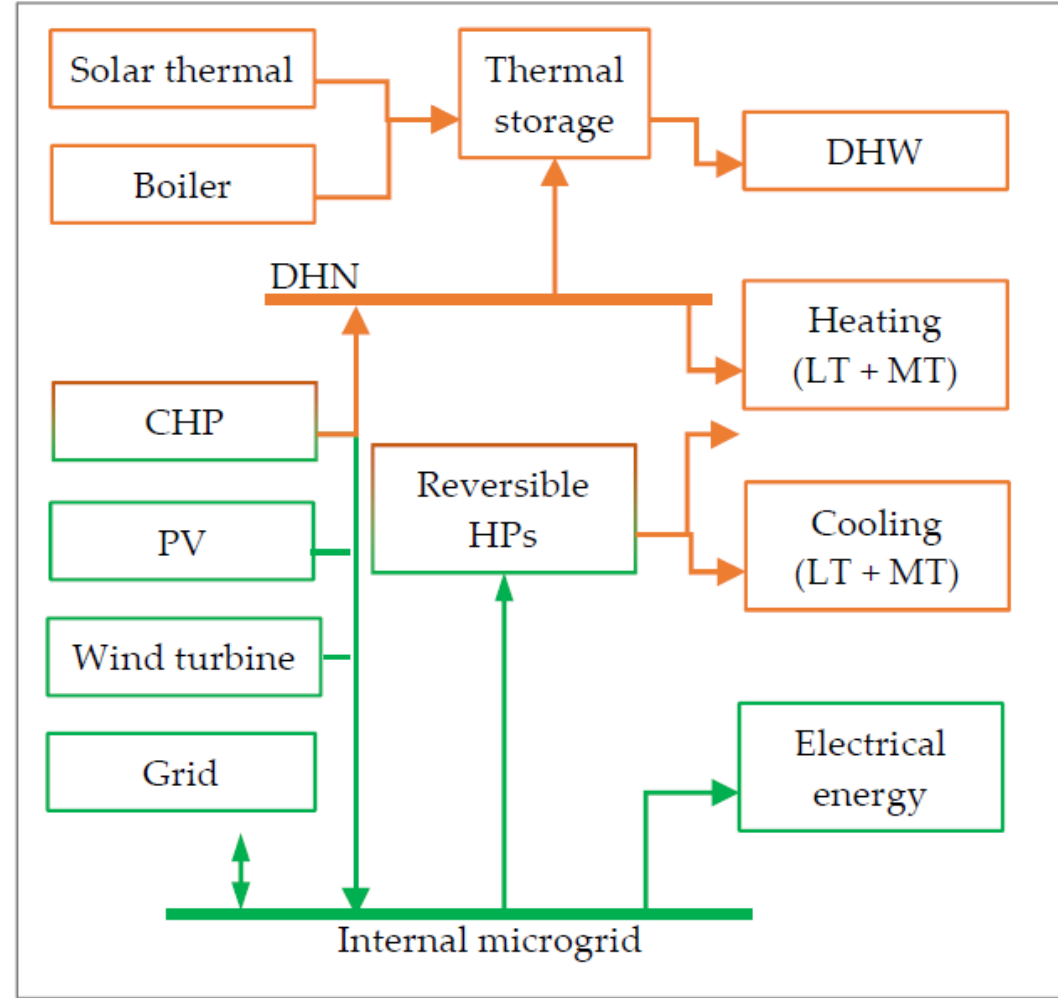 Solar thermal
Thermal
storage
Boiler
DHW
DHN
Heating
(LT + MT)
CHP
Reversible
HPs
PV
Cooling
(LT + MT)
Wind turbine
Grid
Electrical
energy
Internal microgrid